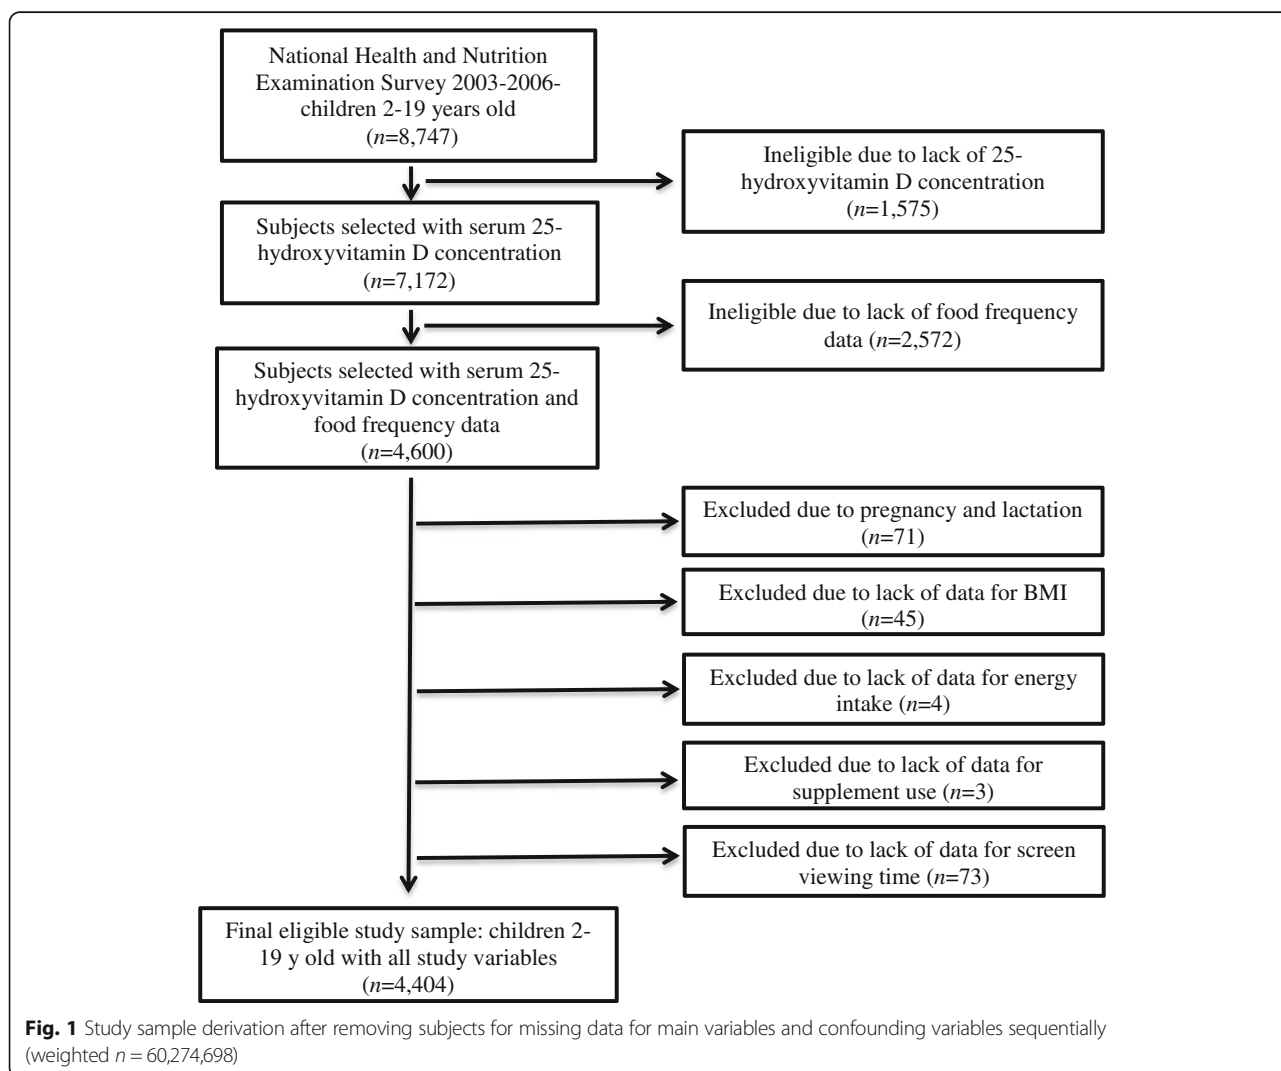 National Health and Nutrition
Examination Survey 2003-2006-
children 2-19 years old
(n=8,747)
Ineligible due to lack of 25-
hydroxyvitamin D concentration
(n=1,575)
Subjects selected with serum 25-
hydroxyvitamin D concentration
(n=7,172)
Ineligible due to lack of food frequency
data (n=2,572)
Subjects selected with serum 25-
hydroxyvitamin D concentration and
food frequency data
(n=4,600)
Excluded due to pregnancy and lactation
(n=71)
Excluded due to lack of data for BMI
(n=45)
Excluded due to lack of data for energy
intake (n=4)
Excluded due to lack of data for
supplement use (n=3)
Excluded due to lack of data for screen
viewing time (n=73)
Final eligible study sample: children 2-
19 y old with all study variables
(n=4,404)
Fig. 1 Study sample derivation after removing subjects for missing data for main variables and confounding variables sequentially
(weighted n = 60,274,698)